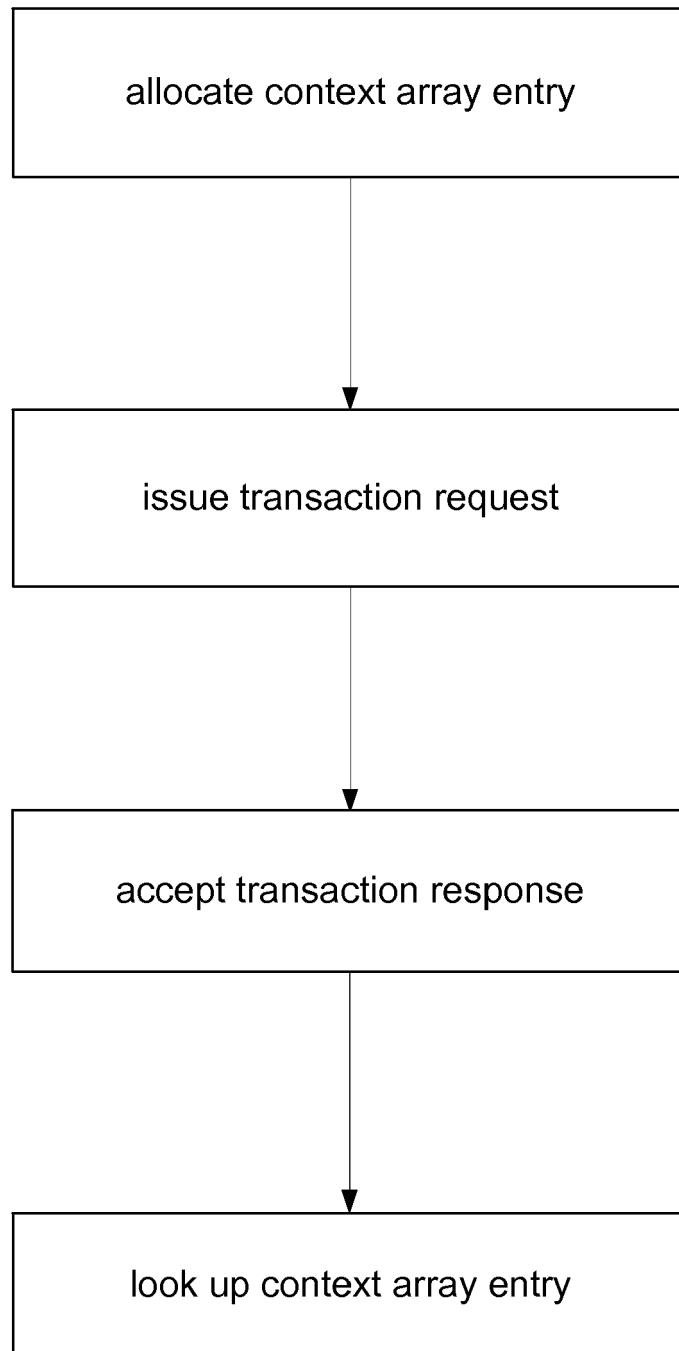 allocate context array entry
issue transaction request
accept transaction response
look up context array entry